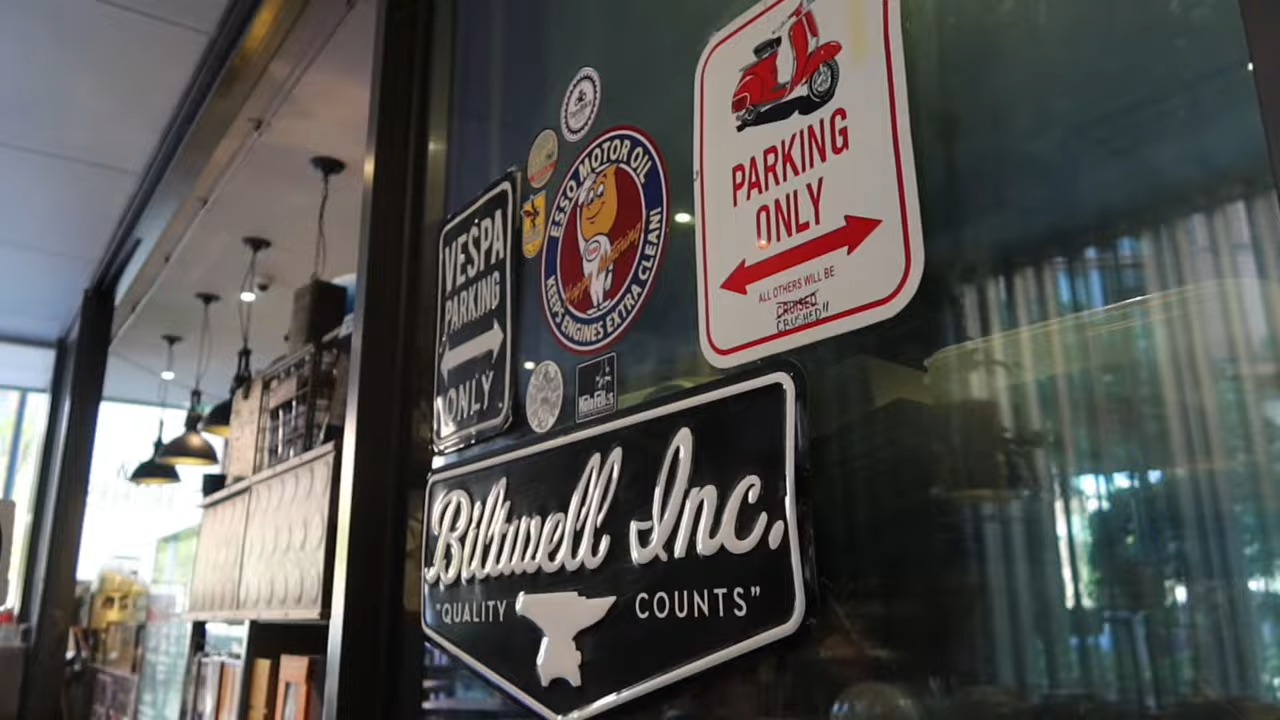 VESPA
PARKING
ONLY
ESSO MOTOR OIL
Happy Motoring
KEEPS ENGINES EXTRA CLEAN!
PARKING
ONLY
ALL OTHERS WILL BE
CRUISED
CRUSHED!!
Biltwell Inc.
"QUALITY COUNTS"